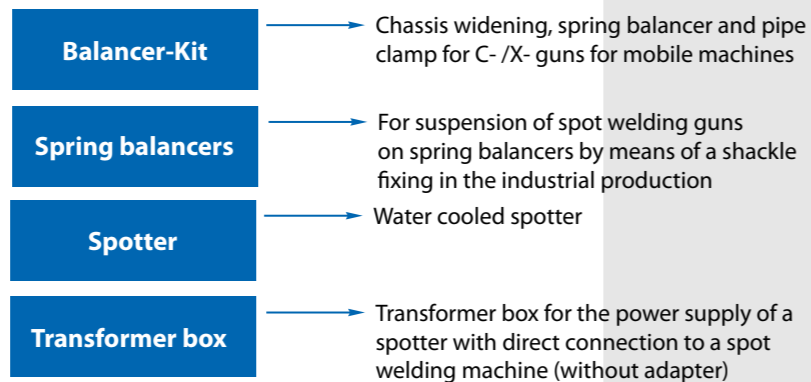 Balancer-Kit
Chassis widening, spring balancer and pipe
clamp for C- /X- guns for mobile machines
Spring balancers
For suspension of spot welding guns
on spring balancers by means of a shackle
fixing in the industrial production
Spotter
Water cooled spotter
Transformer box
Transformer box for the power supply of a
spotter with direct connection to a spot
welding machine (without adapter)